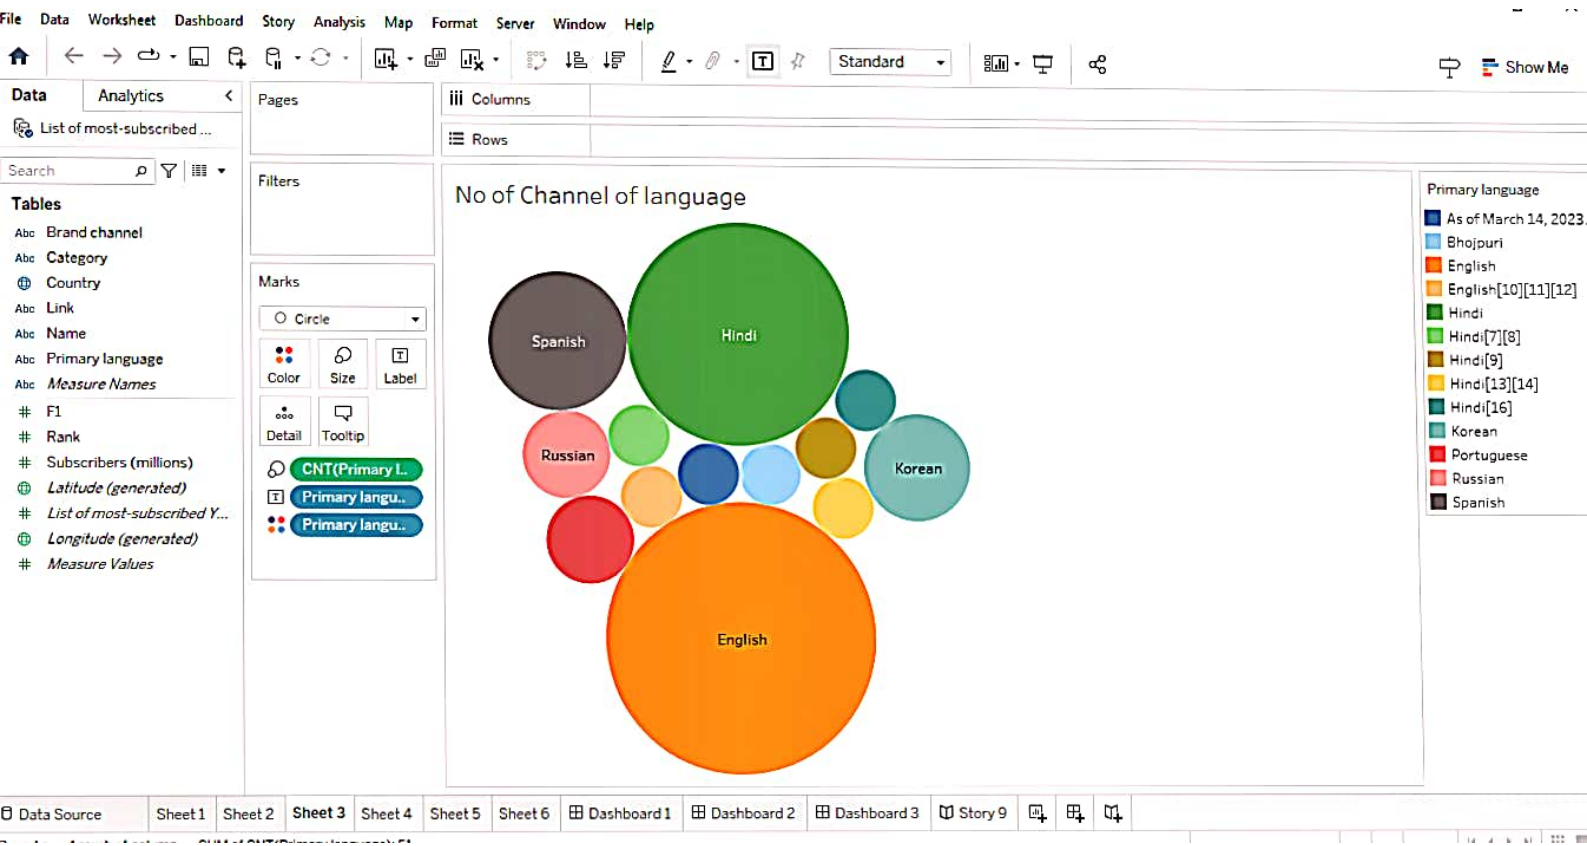 File Data Worksheet Dashboard Story Analysis Map Format Server Window Help
Standard
Show Me
Data Analytics
Pages
Columns
List of most-subscribed ...
Rows
Search
Filters
Tables
Abc Brand channel
Abc Category
Country
Abc Link
Abc Name
Abc Primary language
Abc Measure Names
# F1
# Rank
# Subscribers (millions)
Latitude (generated)
# List of most-subscribed Y...
Longitude (generated)
# Measure Values
Marks
Circle
Color Size Label
Detail Tooltip
CNT(Primary l..
Primary langu..
Primary langu..
No of Channel of language
Spanish
Hindi
Russian
Korean
English
Primary language
As of March 14, 2023.
Bhojpuri
English
English[10][11][12]
Hindi
Hindi[7][8]
Hindi[9]
Hindi[13][14]
Hindi[16]
Korean
Portuguese
Russian
Spanish
Data Source Sheet 1 Sheet 2 Sheet 3 Sheet 4 Sheet 5 Sheet 6 Dashboard 1 Dashboard 2 Dashboard 3 Story 9